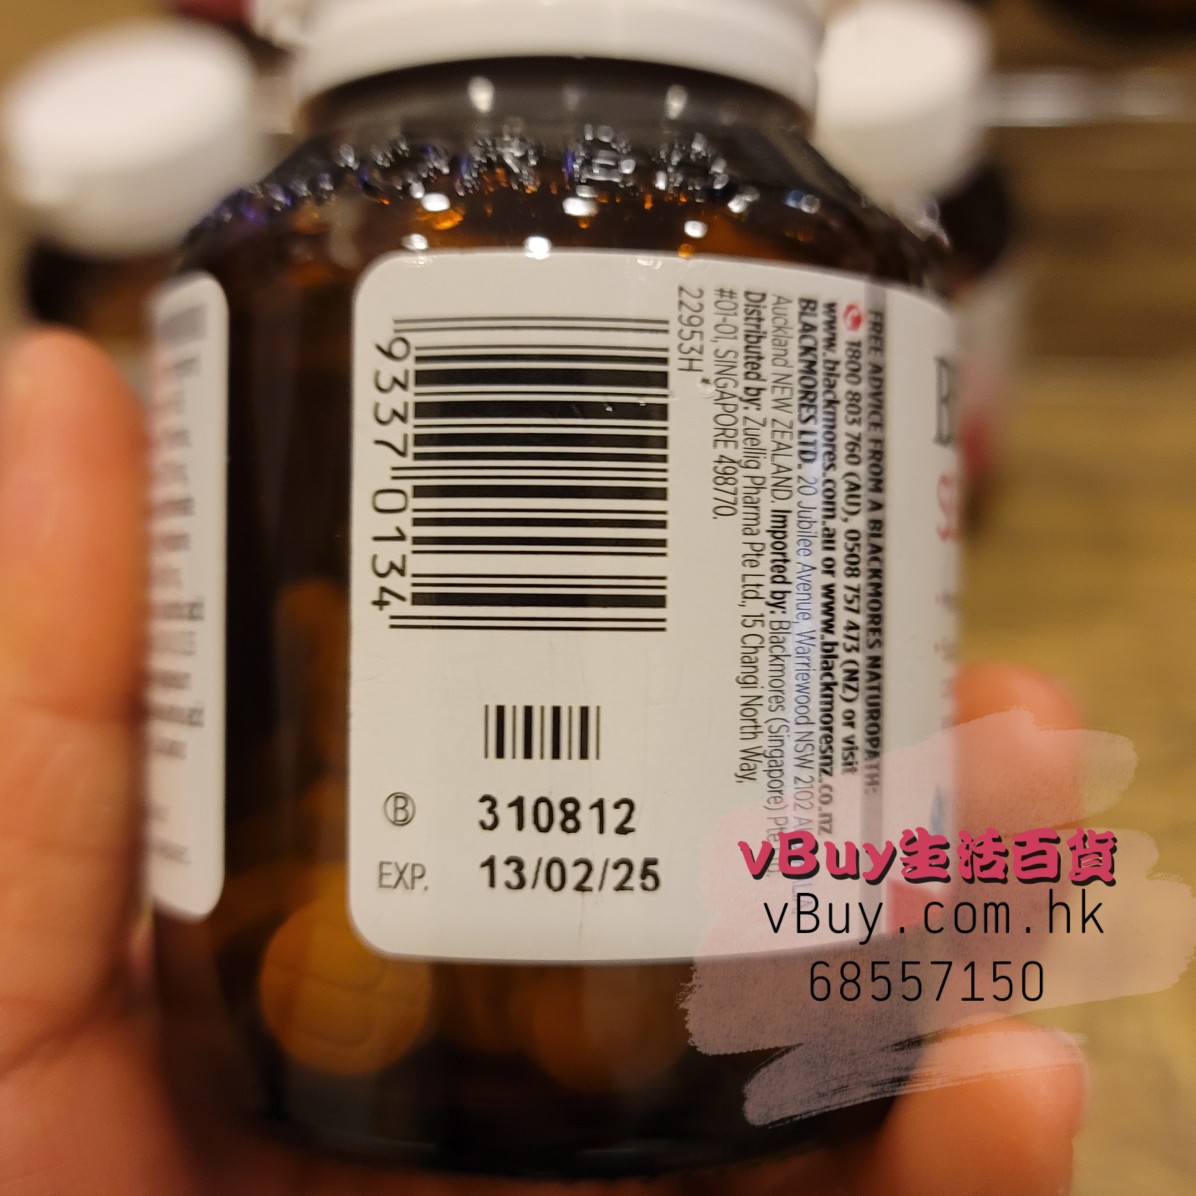 FREE ADVICE FROM A BLACKMORES NATUROPATH:
1800 803 760 (AU), 0508 757 473 (NZ) or visit
www.blackmores.com.au or www.blackmoresnz.co.nz
BLACKMORES LTD. 20 Jubilee Avenue, Warriewood NSW 2102
Auckland NEW ZEALAND. Imported by: Blackmores (Singapore) Pte
Distributed by: Zuellig Pharma Pte Ltd., 15 Changi North Way,
#01-01, SINGAPORE 498770.
22953H
9337 0134
B 310812
EXP. 13/02/25
vBuy生活百貨
vBuy.com.hk
68557150